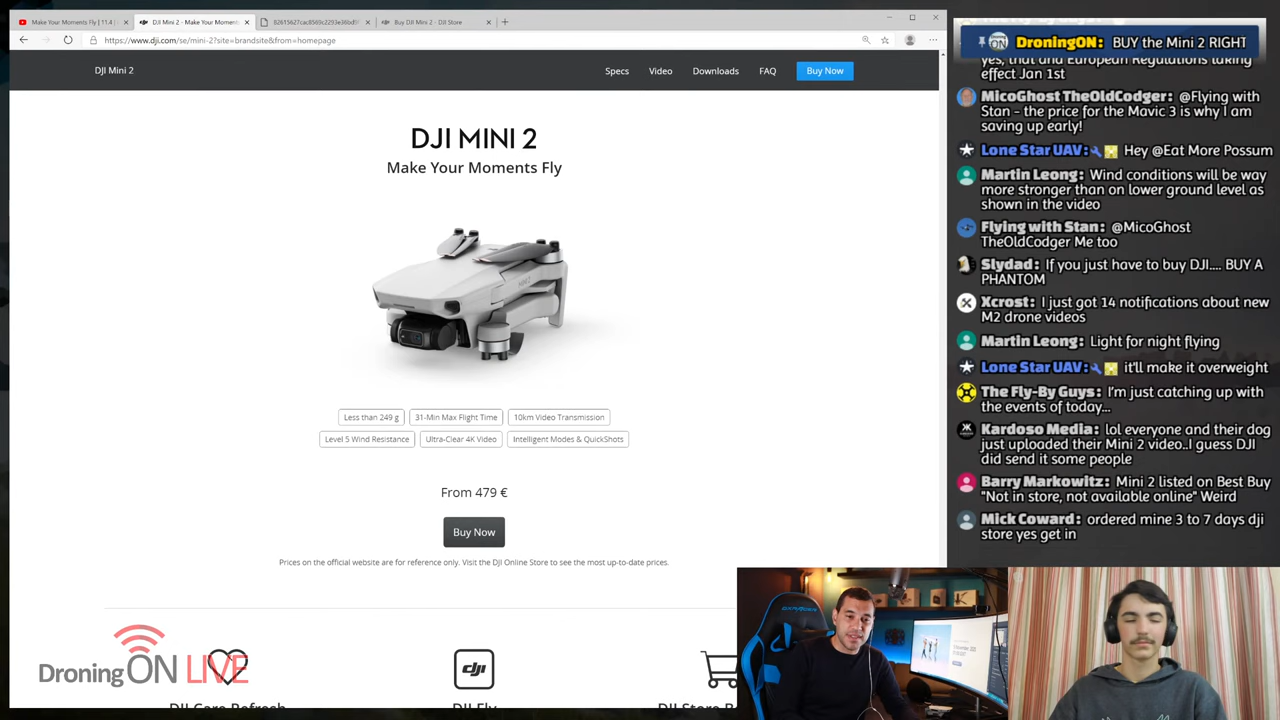 Make Your Moments Fly | 11.4 |
DJI Mini 2 - Make Your Moment
Buy DJI Mini 2 - DJI Store
https://www.dji.com/se/mini-2?site=brandsite&from=homepage
DJI Mini 2
Specs
Video
Downloads
FAQ
Buy Now
DJI MINI 2
Make Your Moments Fly
Less than 249 g
31-Min Max Flight Time
10km Video Transmission
Level 5 Wind Resistance
Ultra-Clear 4K Video
Intelligent Modes & QuickShots
From 479 €
Buy Now
Prices on the official website are for reference only. Visit the DJI Online Store to see the most up-to-date prices.
DroningON LIVE
dji
DJI Care Refresh
DJI Fly
DJI Store
DroningON: BUY the Mini 2 RIGHT
yes, that and European Regulations taking
effect Jan 1st
MicoGhost TheOldCodger: @Flying with
Stan - the price for the Mavic 3 is why I am
saving up early!
Lone Star UAV: Hey @Eat More Possum
Martin Leong: Wind conditions will be way
more stronger than on lower ground level as
shown in the video
Flying with Stan: @MicoGhost
TheOldCodger Me too
Slydad: If you just have to buy DJI.... BUY A
PHANTOM
Xcrost: I just got 14 notifications about new
M2 drone videos
Martin Leong: Light for night flying
Lone Star UAV: it'll make it overweight
The Fly-By Guys: I'm just catching up with
the events of today...
Kardoso Media: lol everyone and their dog
just uploaded their Mini 2 video..I guess DJI
did send it some people
Barry Markowitz: Mini 2 listed on Best Buy
"Not in store, not available online" Weird
Mick Coward: ordered mine 3 to 7 days dji
store yes get in